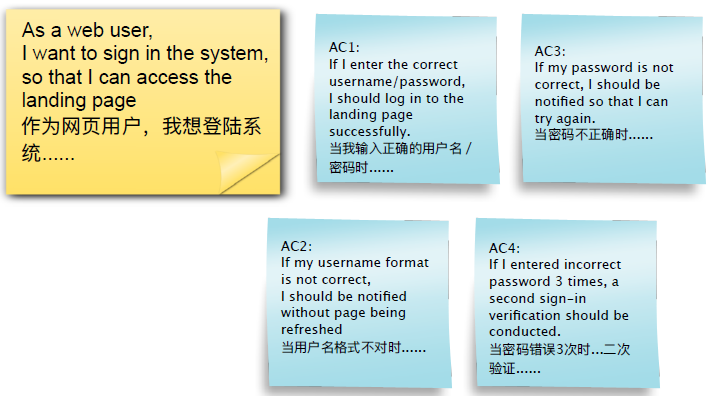 As a web user,
I want to sign in the system,
so that I can access the
landing page
作为网页用户，我想登陆系
统……
AC1:
If I enter the correct
username/password,
I should log in to the
landing page
successfully.
当我输入正确的用户名／
密码时……
AC3:
If my password is not
correct, I should be
notified so that I can
try again.
当密码不正确时……
AC2:
If my username format
is not correct,
I should be notified
without page being
refreshed
当用户名格式不对时……
AC4:
If I entered incorrect
password 3 times, a
second sign-in
verification should be
conducted.
当密码错误3次时…二次
验证……